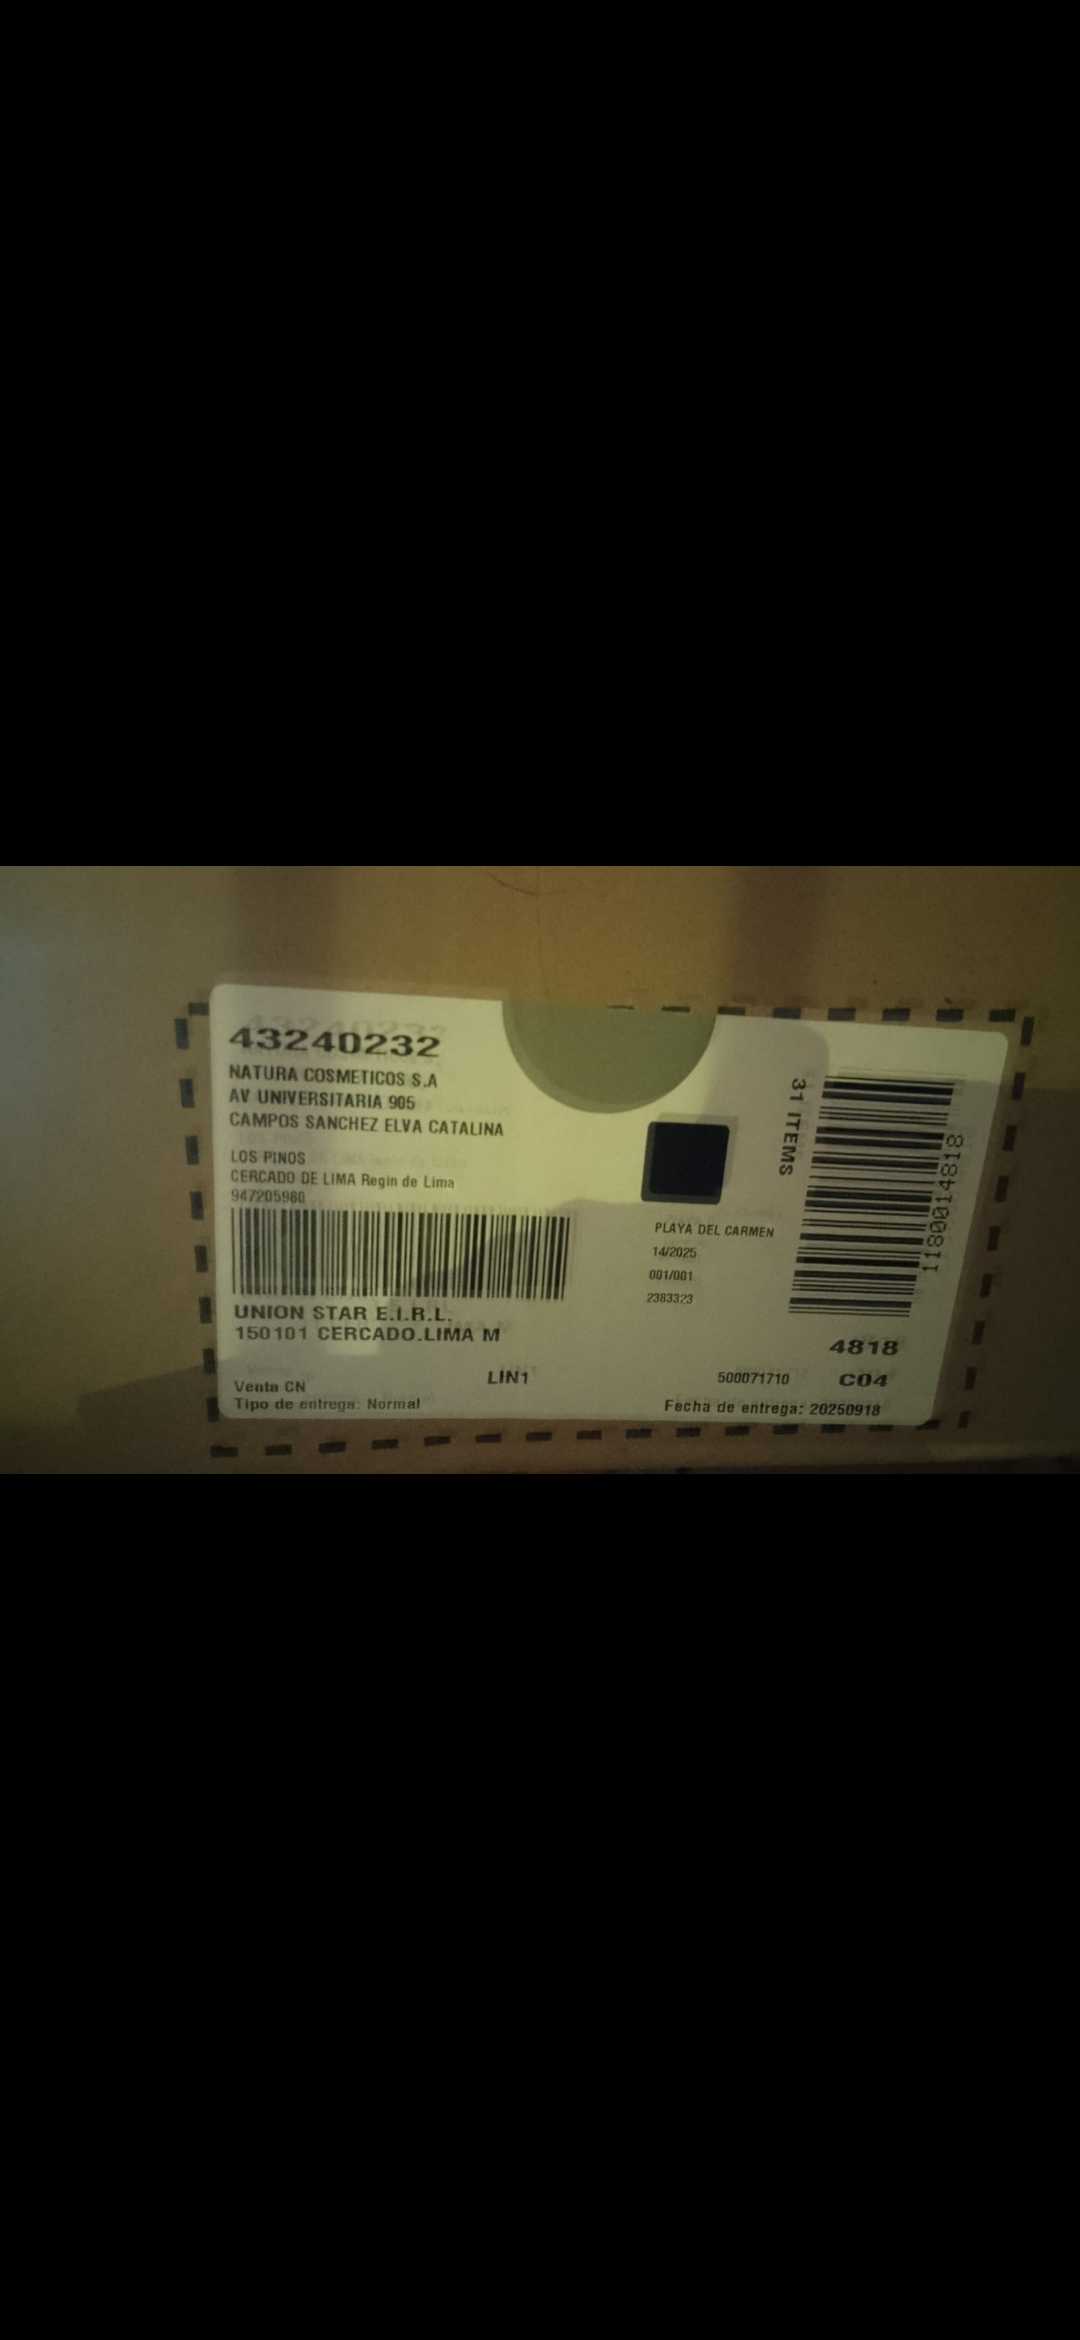 43240232
NATURA COSMETICOS S.A
AV UNIVERSITARIA 905
CAMPOS SANCHEZ ELVA CATALINA
LOS PINOS
CERCADO DE LIMA Regin de Lima
947205980
UNION STAR E.I.R.L.
150101 CERCADO.LIMA M
Venta CN
Tipo de entrega: Normal
LIN1
PLAYA DEL CARMEN
14/2025
001/001
2383323
31 ITEMS
1180014818
4818
500071710 C04
Fecha de entrega: 20250918